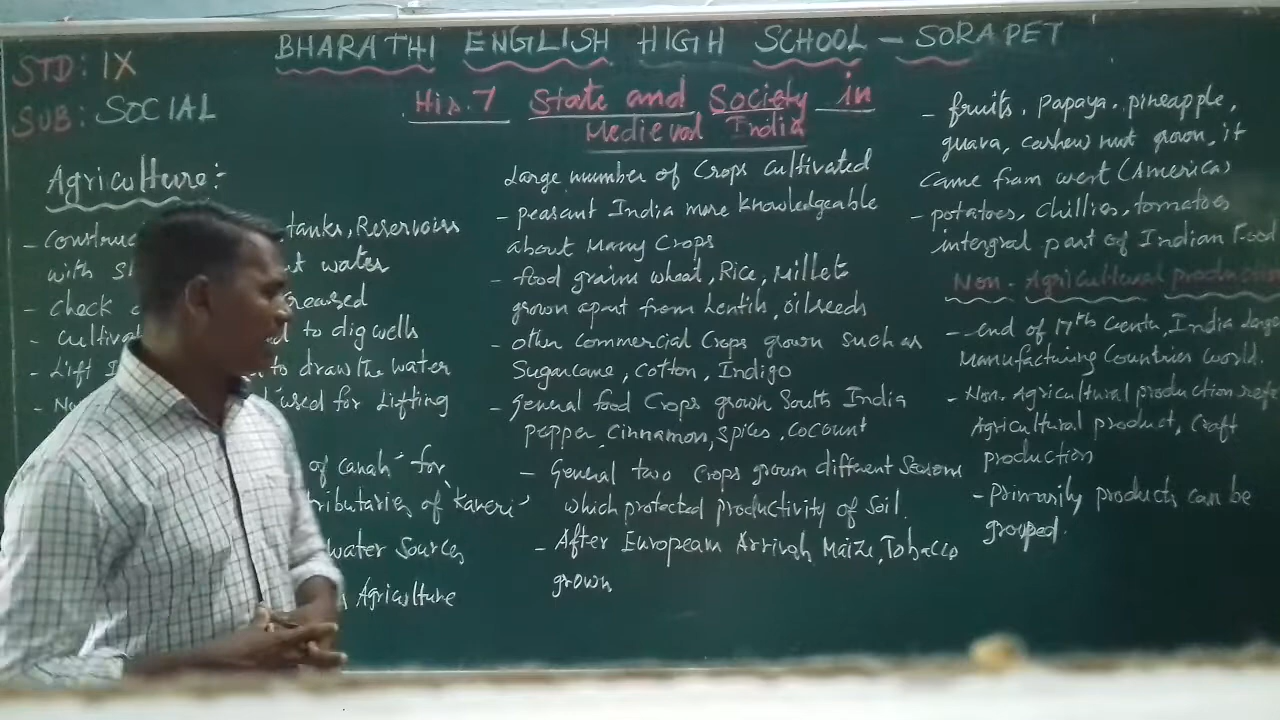 BHARATHI ENGLISH HIGH SCHOOL - SORAPET
STD: IX
SUB: SOCIAL
His. 7 State and Society in
Medieval India
Agriculture:-
- Construc tanks, Reservoirs
with water
- Check creased
- Cultivat to dig wells
- Lift to draw the water
- used for Lifting
of canals for
ributaries of Kaveri
water Sources
Agriculture
Large number of Crops Cultivated
- peasant India more knowledgeable
about Many Crops
- food grains wheat, Rice, Millets
grown apart from Lentils, oilseeds
- other Commercial Crops grown such as
Sugarcane, Cotton, Indigo
- General food Crops grown South India
pepper, Cinnamon, Spices, Cocount
- General two Crops grown different Seasons
which protected productivity of Soil.
- After European Arrivals Maize, Tobacco
grown
- fruits, Papaya, pineapple,
guava, cashew nut grown, it
Came from west (America)
- potatoes, Chillies, tomatoes
intergral part of Indian Food
Non-Agricultural production
- end of 17th Centu, India Large
Manufacturing Countries world.
- Non. Agricultural production refe
Agricultural product, Craft
production
- Primarily products can be
grouped.